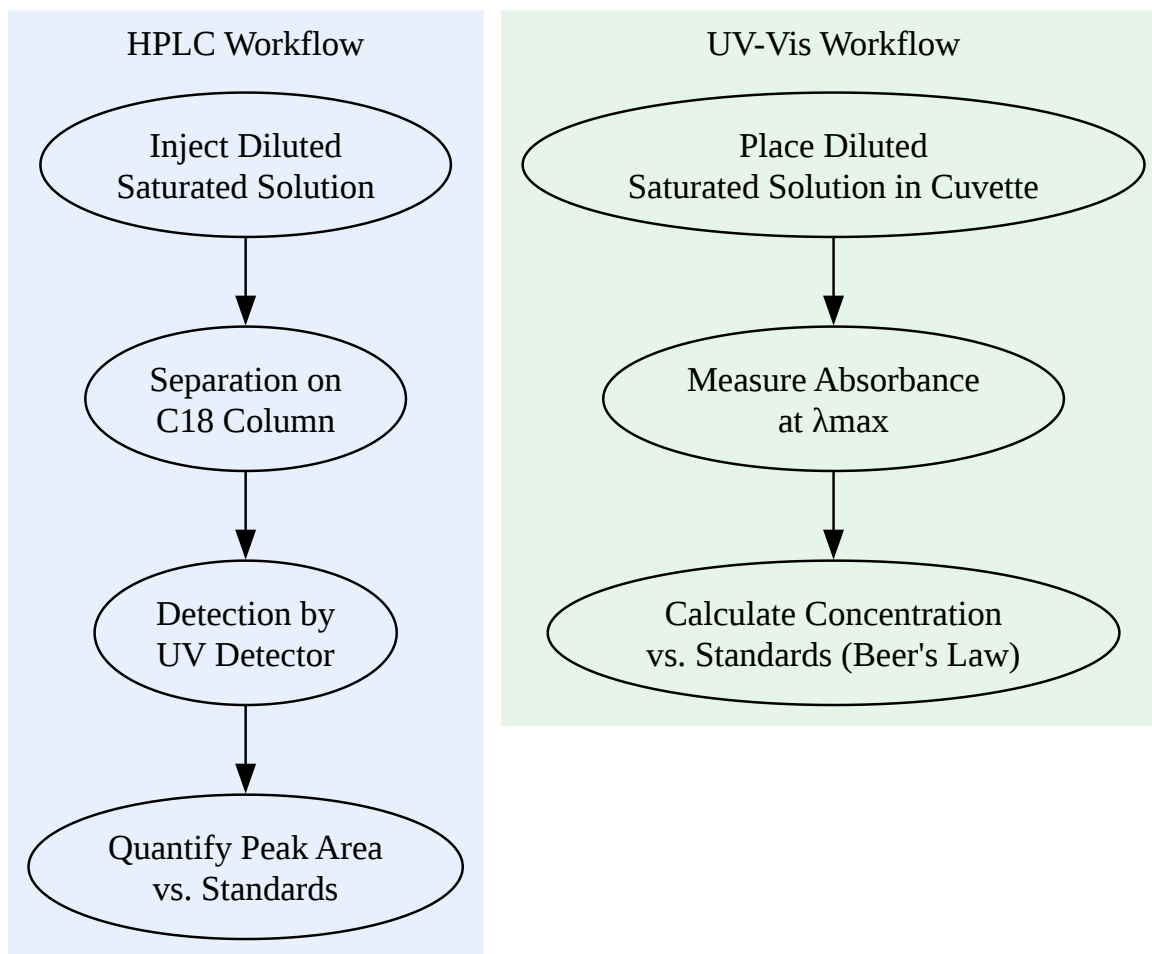 HPLC Workflow
Inject Diluted
Saturated Solution
Separation on
C18 Column
Detection by
UV Detector
Quantify Peak Area
vs. Standards
UV-Vis Workflow
Place Diluted
Saturated Solution in Cuvette
Measure Absorbance
at λmax
Calculate Concentration
vs. Standards (Beer's Law)